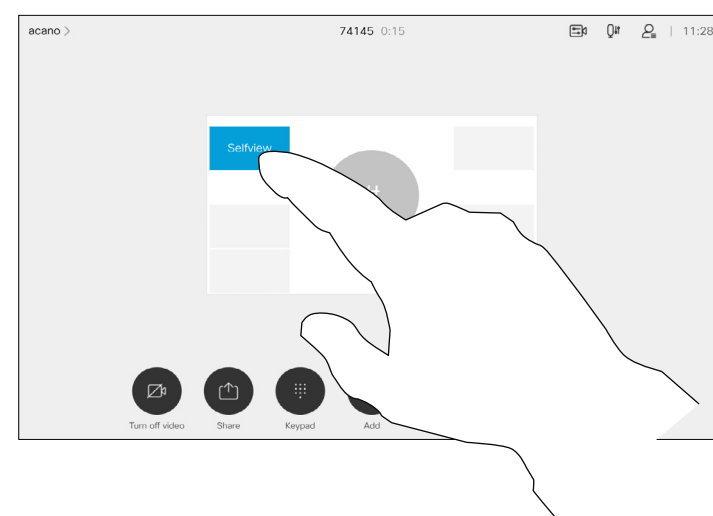 acano >
74145 0:15
11:28
Selfview
Turn off video
Share
Keypad
Add